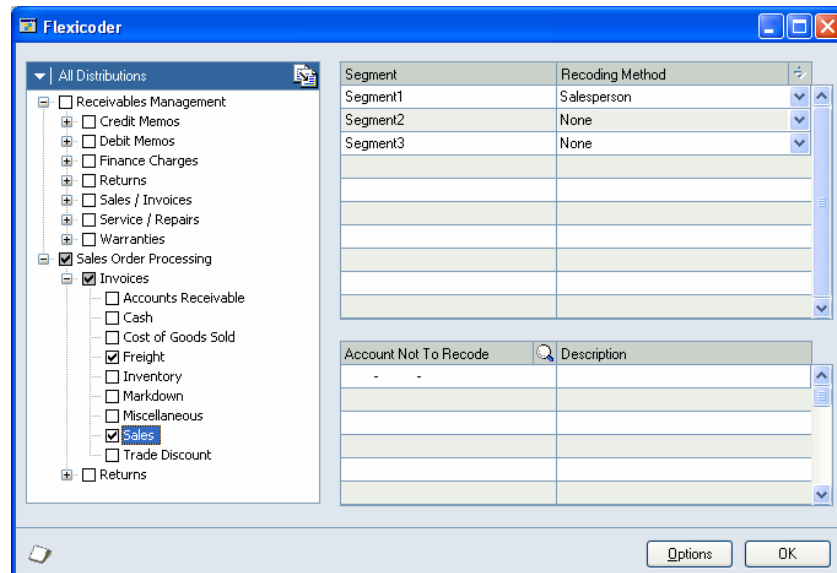 Flexicoder
All Distributions
Receivables Management
Credit Memos
Debit Memos
Finance Charges
Returns
Sales / Invoices
Service / Repairs
Warranties
Sales Order Processing
Invoices
Accounts Receivable
Cash
Cost of Goods Sold
Freight
Inventory
Markdown
Miscellaneous
Sales
Trade Discount
Returns
Segment Recoding Method
Segment1 Salesperson
Segment2 None
Segment3 None
Account Not To Recode Description
- -
Options OK